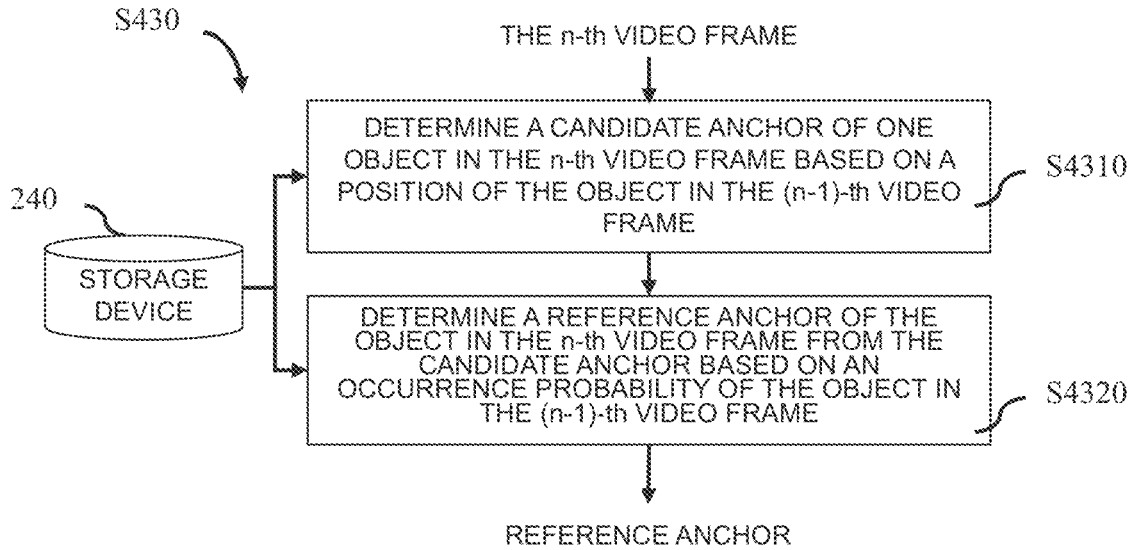 S430
THE n-th VIDEO FRAME
DETERMINE A CANDIDATE ANCHOR OF ONE
OBJECT IN THE n-th VIDEO FRAME BASED ON A
POSITION OF THE OBJECT IN THE (n-1)-th VIDEO
FRAME
S4310
240
STORAGE
DEVICE
DETERMINE A REFERENCE ANCHOR OF THE
OBJECT IN THE n-th VIDEO FRAME FROM THE
CANDIDATE ANCHOR BASED ON AN
OCCURRENCE PROBABILITY OF THE OBJECT IN
THE (n-1)-th VIDEO FRAME
S4320
REFERENCE ANCHOR